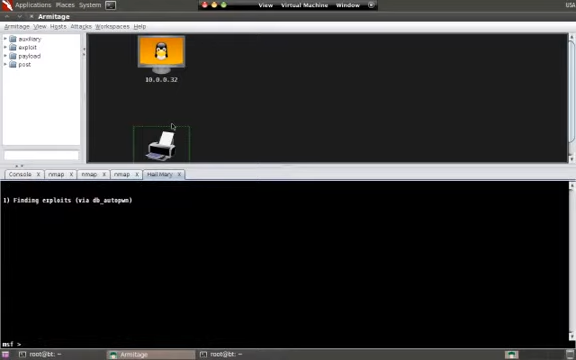 Applications Places System View Virtual Machine Window USA
Armitage
Armitage View Hosts Attacks Workspaces Help
auxiliary
exploit
payload
post
10.0.0.32
Console X nmap X nmap X nmap X Hail Mary X
1) Finding exploits (via db_autopwn)
msf >
root@bt: ~ Armitage root@bt: ~